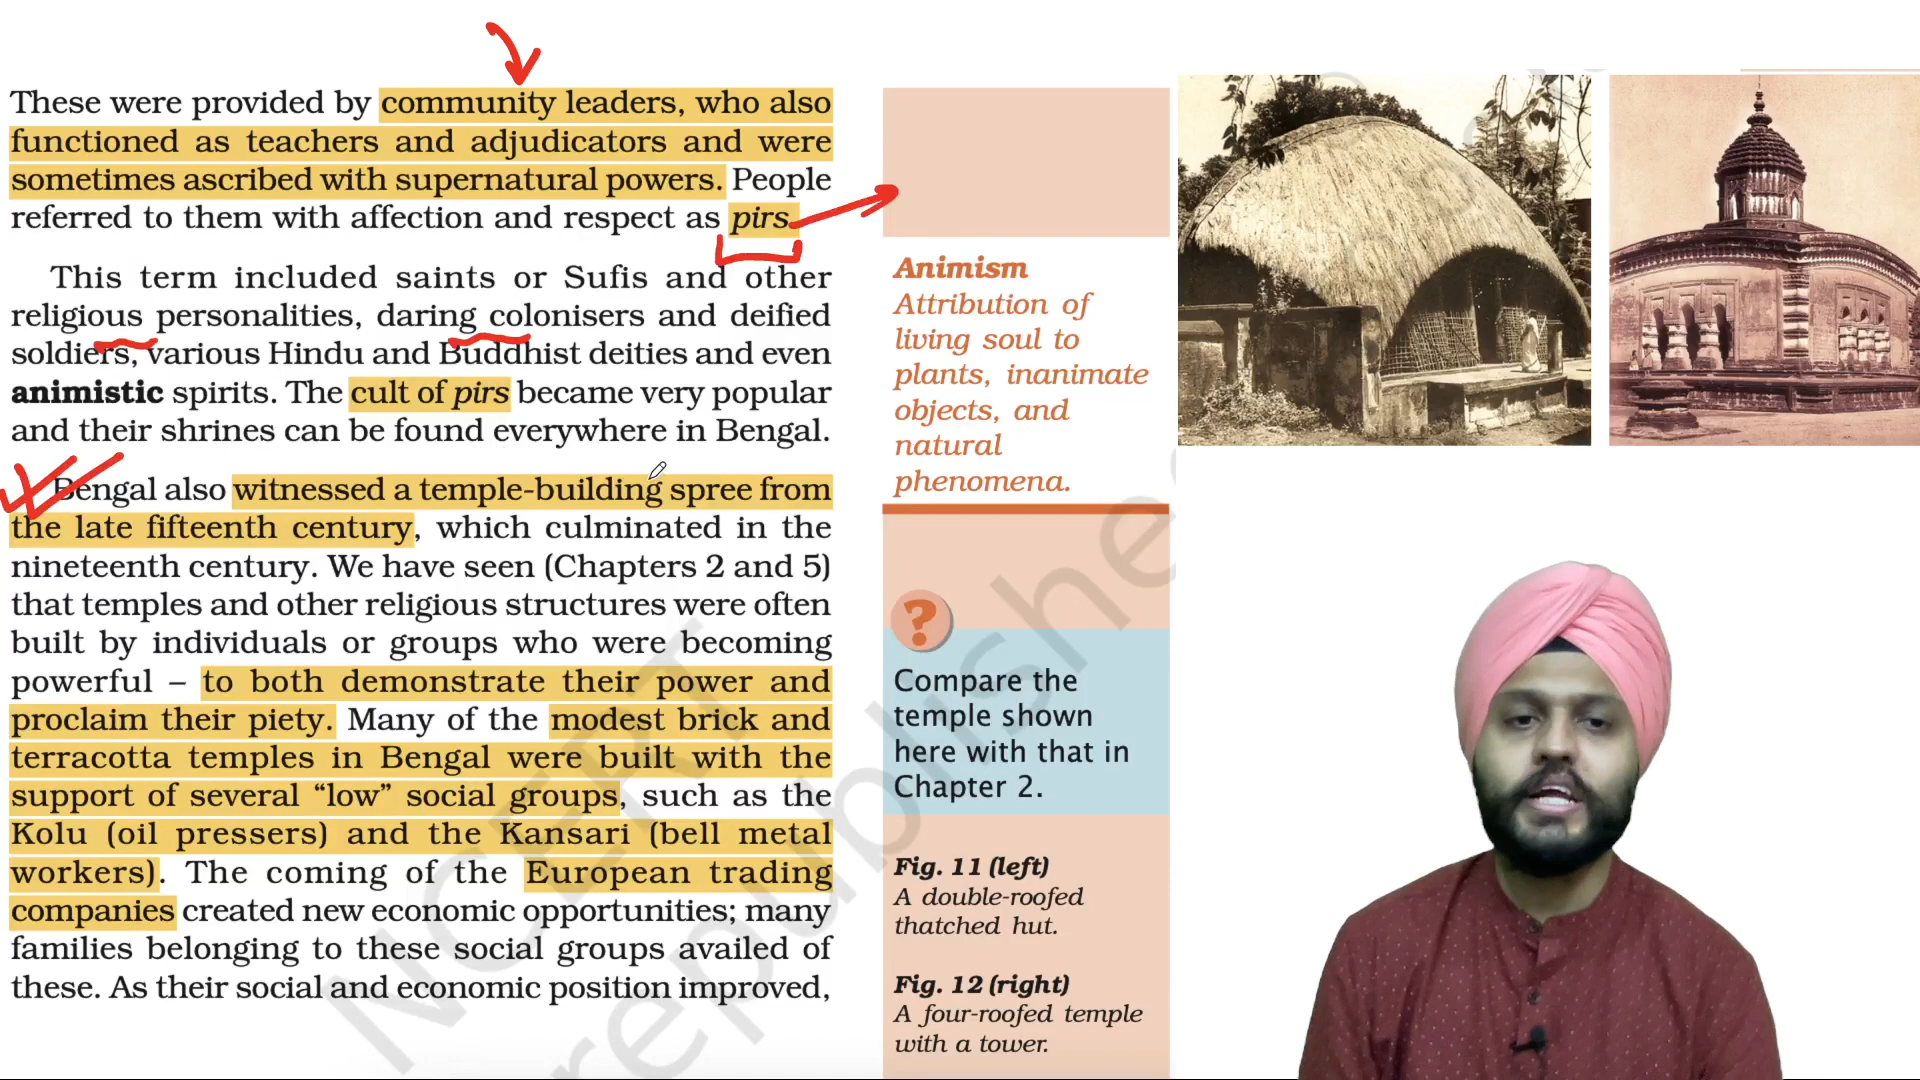 These were provided by community leaders, who also
functioned as teachers and adjudicators and were
sometimes ascribed with supernatural powers. People
referred to them with affection and respect as pirs.
This term included saints or Sufis and other
religious personalities, daring colonisers and deified
soldiers, various Hindu and Buddhist deities and even
animistic spirits. The cult of pirs became very popular
and their shrines can be found everywhere in Bengal.
Bengal also witnessed a temple-building spree from
the late fifteenth century, which culminated in the
nineteenth century. We have seen (Chapters 2 and 5)
that temples and other religious structures were often
built by individuals or groups who were becoming
powerful – to both demonstrate their power and
proclaim their piety. Many of the modest brick and
terracotta temples in Bengal were built with the
support of several “low” social groups, such as the
Kolu (oil pressers) and the Kansari (bell metal
workers). The coming of the European trading
companies created new economic opportunities; many
families belonging to these social groups availed of
these. As their social and economic position improved,
Animism
Attribution of
living soul to
plants, inanimate
objects, and
natural
phenomena.
?
Compare the
temple shown
here with that in
Chapter 2.
Fig. 11 (left)
A double-roofed
thatched hut.
Fig. 12 (right)
A four-roofed temple
with a tower.
NCERT
republishe